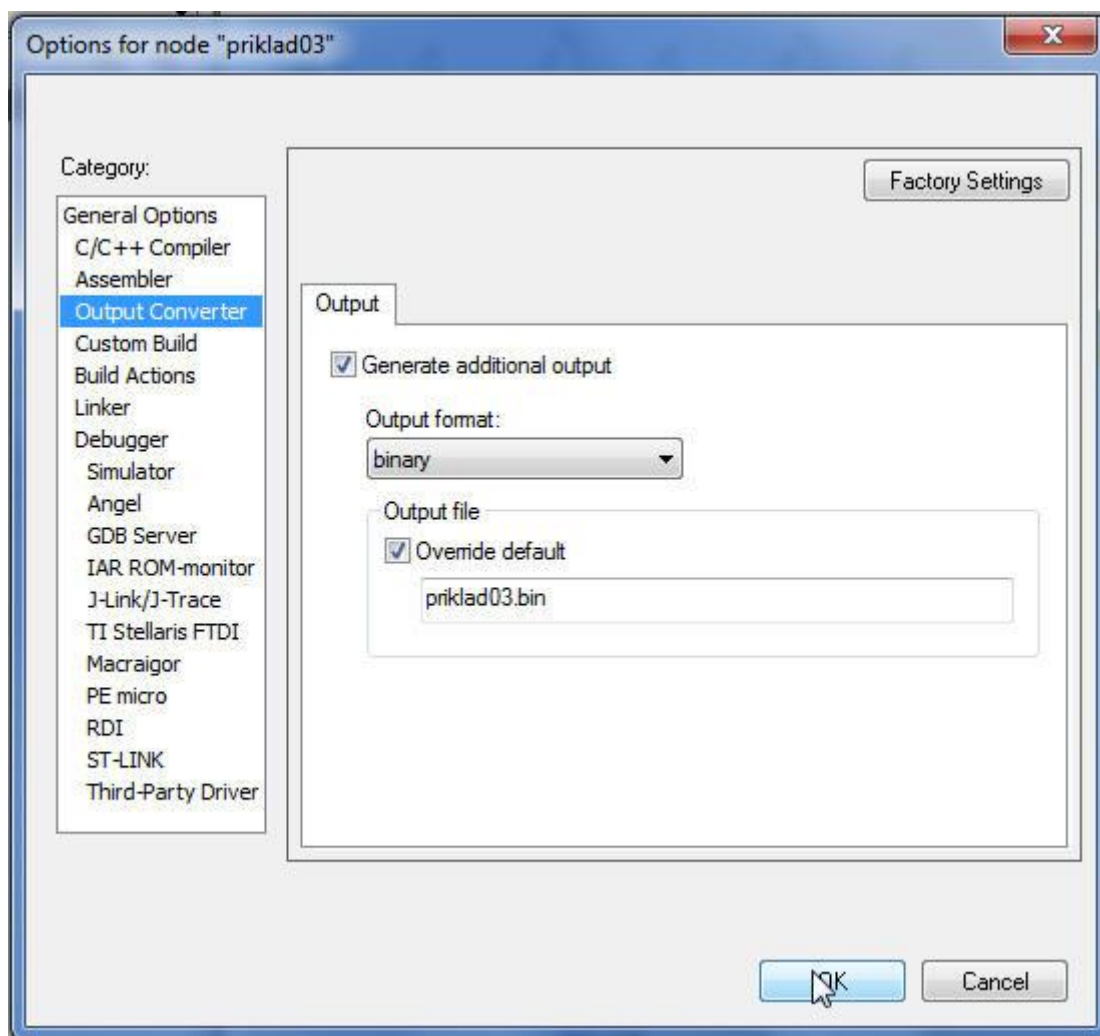 Options for node "priklad03"
Category:
Factory Settings
General Options
C/C++ Compiler
Assembler
Output Converter
Custom Build
Build Actions
Linker
Debugger
Simulator
Angel
GDB Server
IAR ROM-monitor
J-Link/J-Trace
TI Stellaris FTDI
Macraigor
PE micro
RDI
ST-LINK
Third-Party Driver
Output
Generate additional output
Output format:
binary
Output file
Override default
priklad03.bin
OK
Cancel